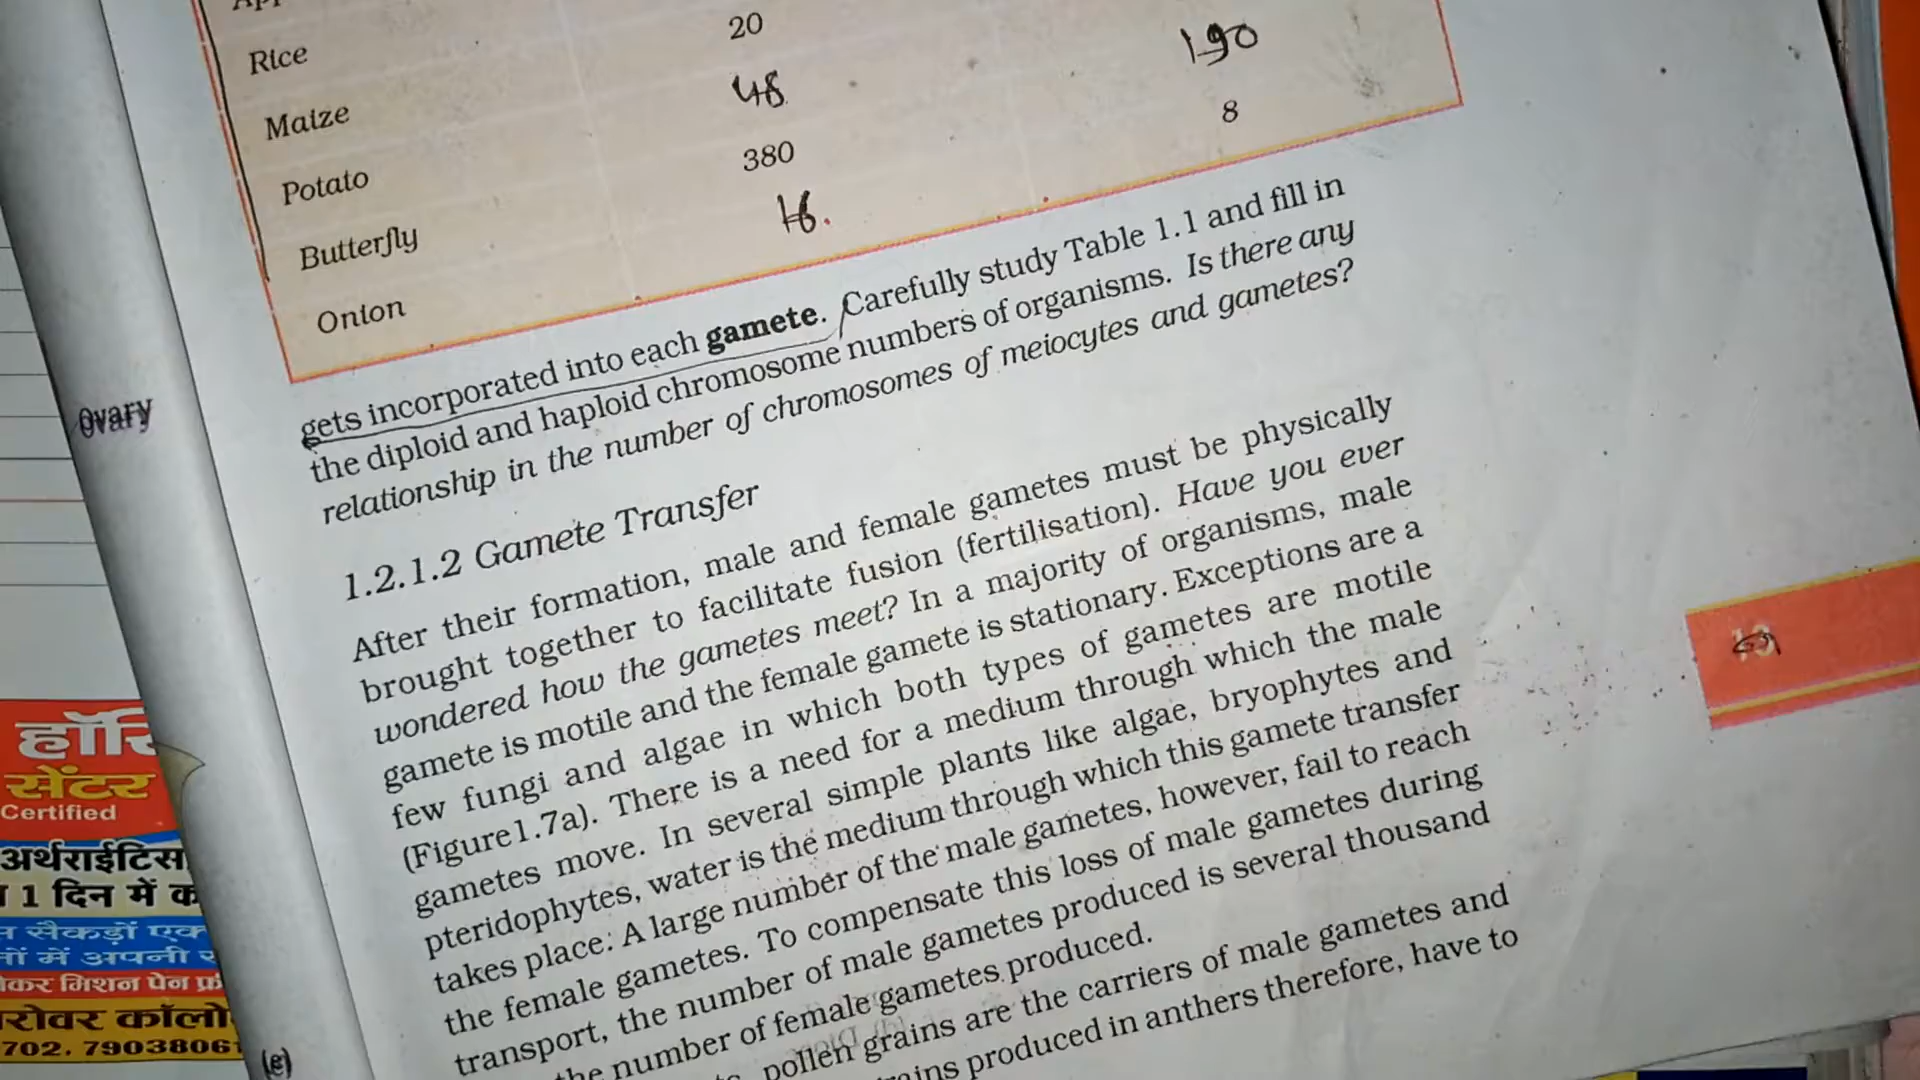 Rice
20
Maize
48
190
Potato
380
8
Butterfly
16.
Onion
gets incorporated into each gamete. Carefully study Table 1.1 and fill in
the diploid and haploid chromosome numbers of organisms. Is there any
relationship in the number of chromosomes of meiocytes and gametes?
1.2.1.2 Gamete Transfer
After their formation, male and female gametes must be physically
brought together to facilitate fusion (fertilisation). Have you ever
wondered how the gametes meet? In a majority of organisms, male
gamete is motile and the female gamete is stationary. Exceptions are a
few fungi and algae in which both types of gametes are motile
(Figure1.7a). There is a need for a medium through which the male
gametes move. In several simple plants like algae, bryophytes and
pteridophytes, water is the medium through which this gamete transfer
takes place. A large number of the male gametes, however, fail to reach
the female gametes. To compensate this loss of male gametes during
transport, the number of male gametes produced is several thousand
the number of female gametes produced.
pollen grains are the carriers of male gametes and
produced in anthers therefore, have to
Ovary
(e)
सेंटर
Certified
अर्थराईटिस
1 दिन में
सैकड़ों
में अपनी
मिशन पेन
702. 7903806